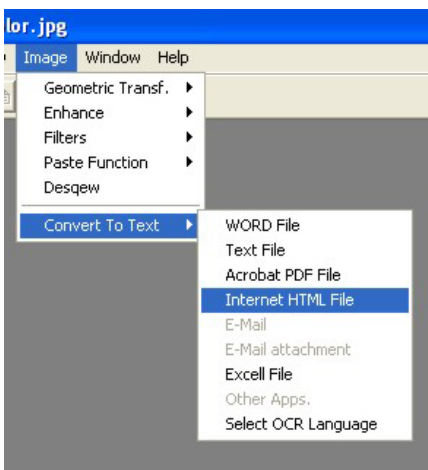 lor.jpg
Image Window Help
Geometric Transf.
Enhance
Filters
Paste Function
Desqew
Convert To Text
WORD File
Text File
Acrobat PDF File
Internet HTML File
E-Mail
E-Mail attachment
Excell File
Other Apps.
Select OCR Language